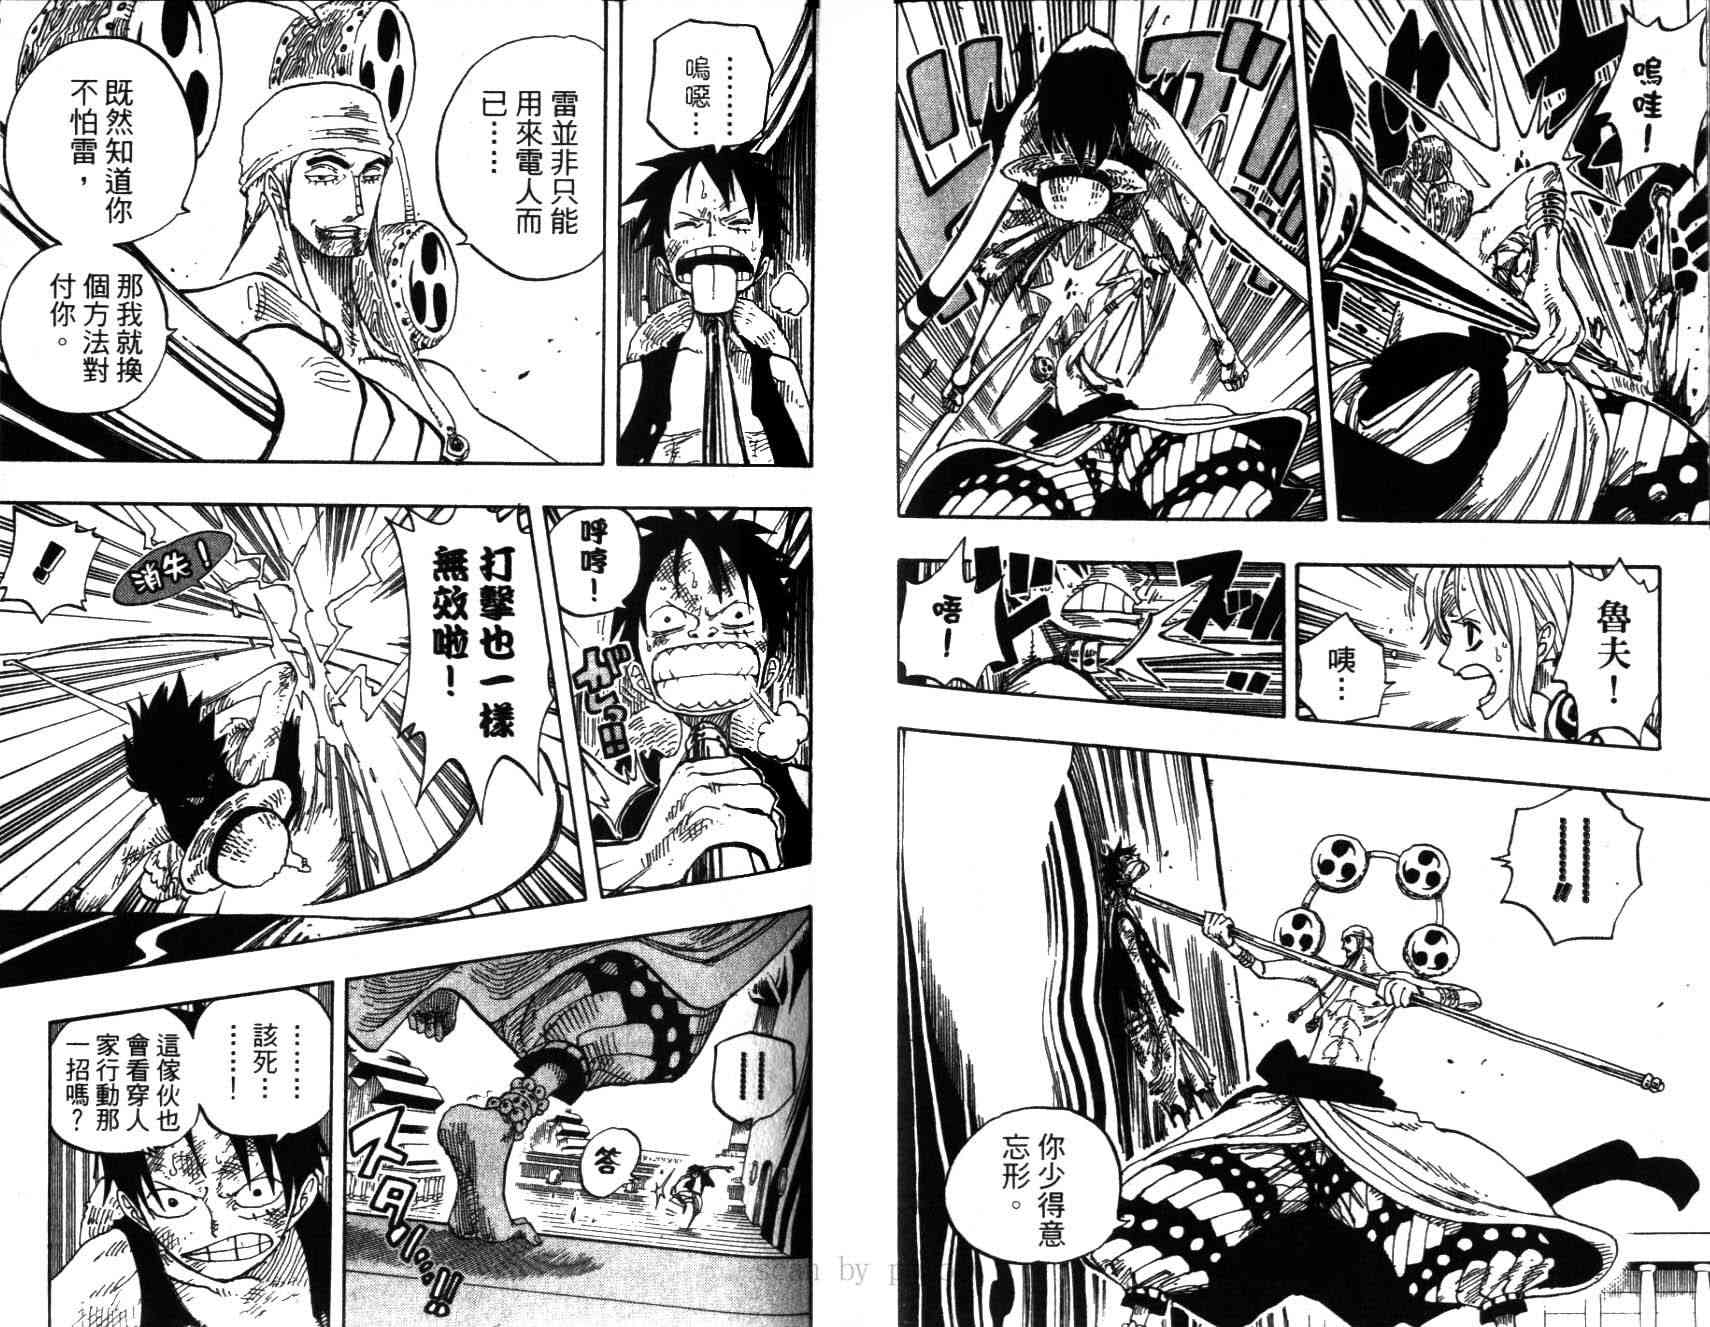 嗚哇！
魯夫！
咦…
唔！
………………!!
你少得意
忘形。
………
嗚噁…
雷並非只能
用來電人而
已……
既然知道你
不怕雷，
那我就換
個方法對
付你。
呼哼！
打擊也一樣
無效啦！
消失！
！
………
答
………
該死…
……！
這傢伙也
會看穿人
家行動那
一招嗎？
scan by